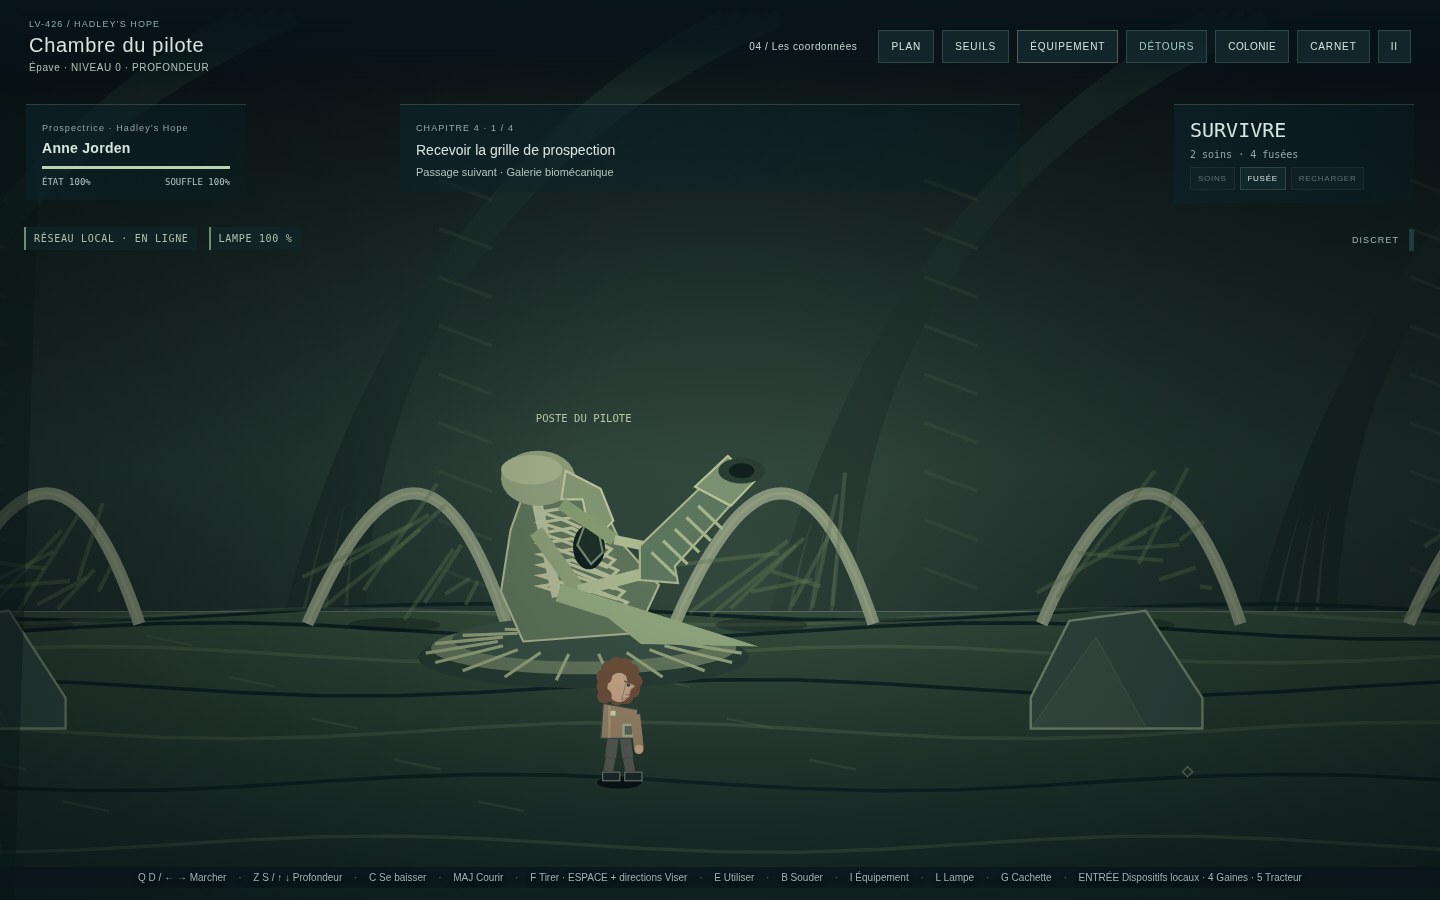 LV-426 / HADLEY'S HOPE
Chambre du pilote
Épave · NIVEAU 0 · PROFONDEUR
04 / Les coordonnées
PLAN
SEUILS
ÉQUIPEMENT
DÉTOURS
COLONIE
CARNET
II
Prospectrice · Hadley's Hope
Anne Jorden
ÉTAT 100%
SOUFFLE 100%
CHAPITRE 4 · 1 / 4
Recevoir la grille de prospection
Passage suivant · Galerie biomécanique
SURVIVRE
2 soins · 4 fusées
SOINS
FUSÉE
RECHARGER
RÉSEAU LOCAL · EN LIGNE
LAMPE 100 %
DISCRET
POSTE DU PILOTE
Q D / ← → Marcher · Z S / ↑ ↓ Profondeur · C Se baisser · MAJ Courir · F Tirer · ESPACE + directions Viser · E Utiliser · B Souder · I Équipement · L Lampe · G Cachette · ENTRÉE Dispositifs locaux · 4 Gaines · 5 Tracteur